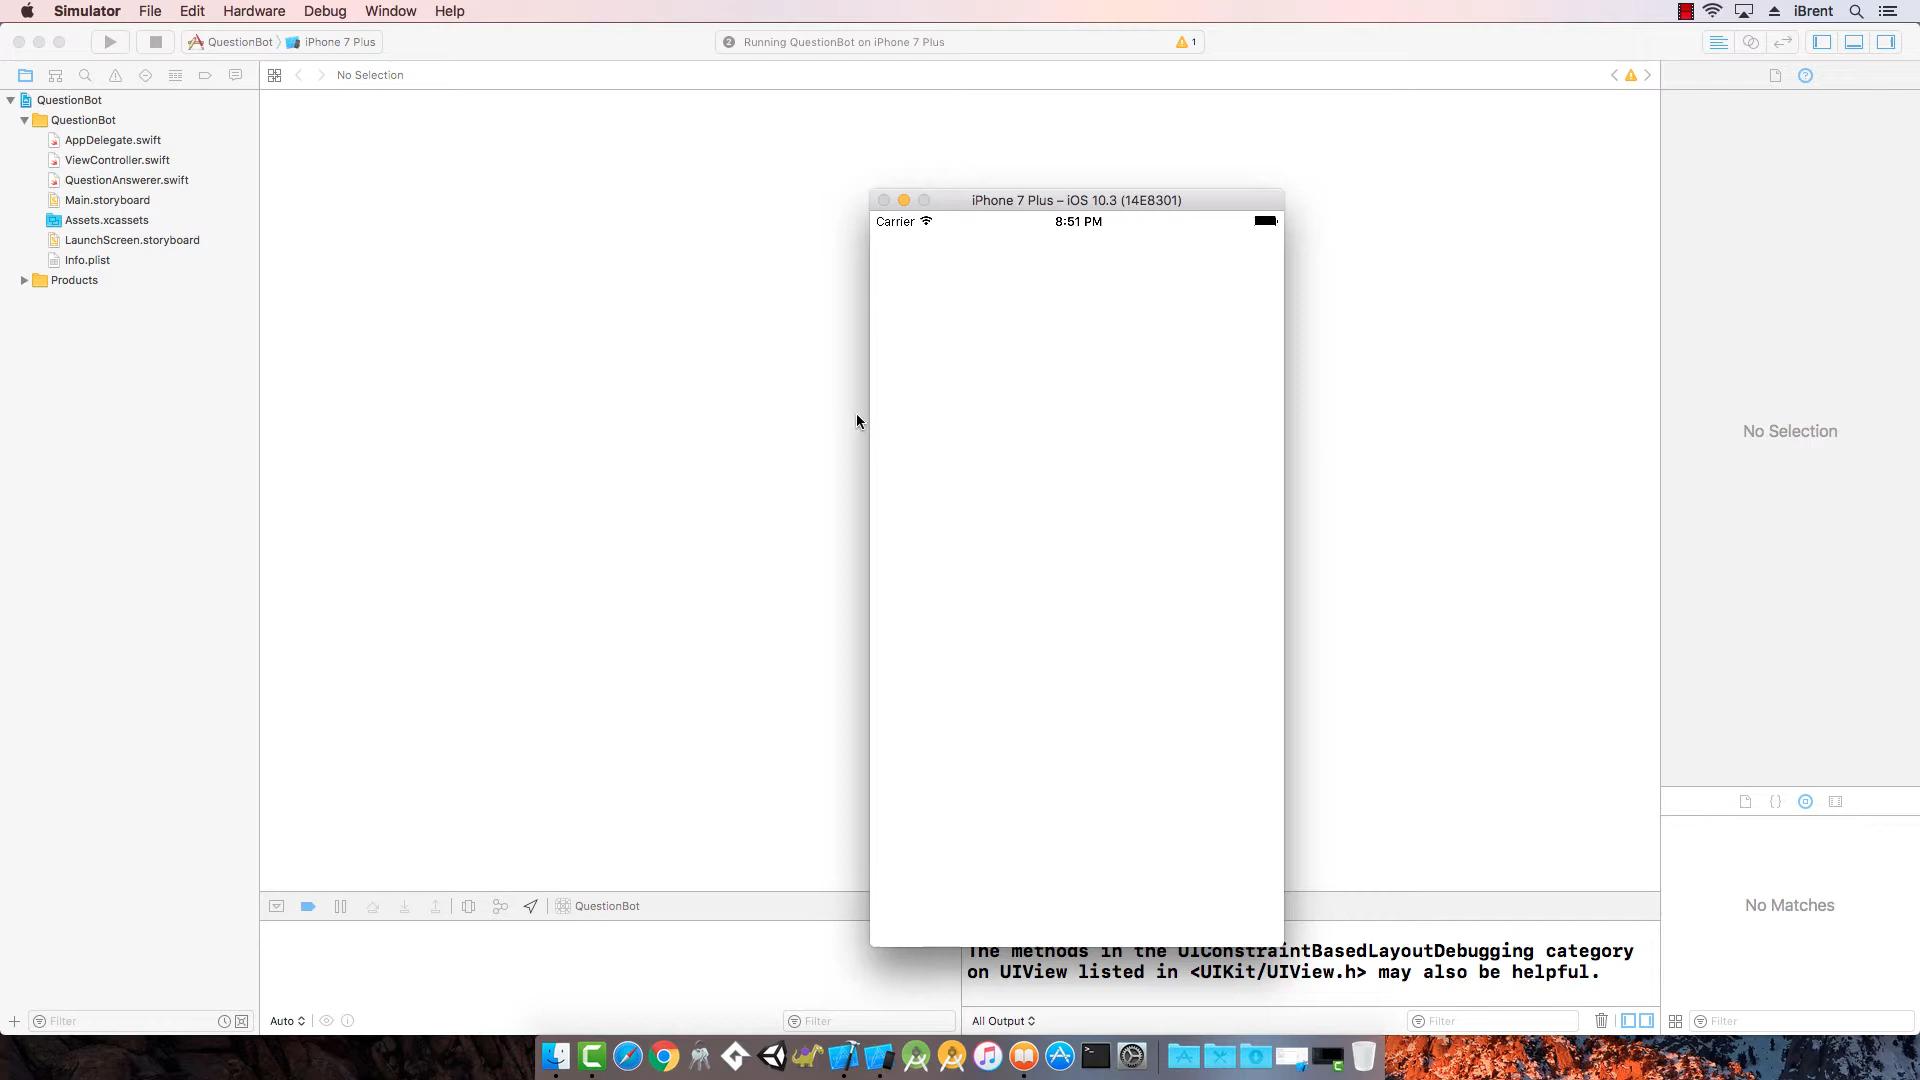 Simulator File Edit Hardware Debug Window Help iBrent
QuestionBot iPhone 7 Plus 2 Running QuestionBot on iPhone 7 Plus 1
No Selection
QuestionBot
QuestionBot
AppDelegate.swift
ViewController.swift
QuestionAnswerer.swift
Main.storyboard
Assets.xcassets
LaunchScreen.storyboard
Info.plist
Products
iPhone 7 Plus – iOS 10.3 (14E8301)
Carrier 8:51 PM
No Selection
No Matches
QuestionBot
The methods in the UIConstraintBasedLayoutDebugging category
on UIView listed in <UIKit/UIView.h> may also be helpful.
Filter Auto Filter All Output Filter Filter